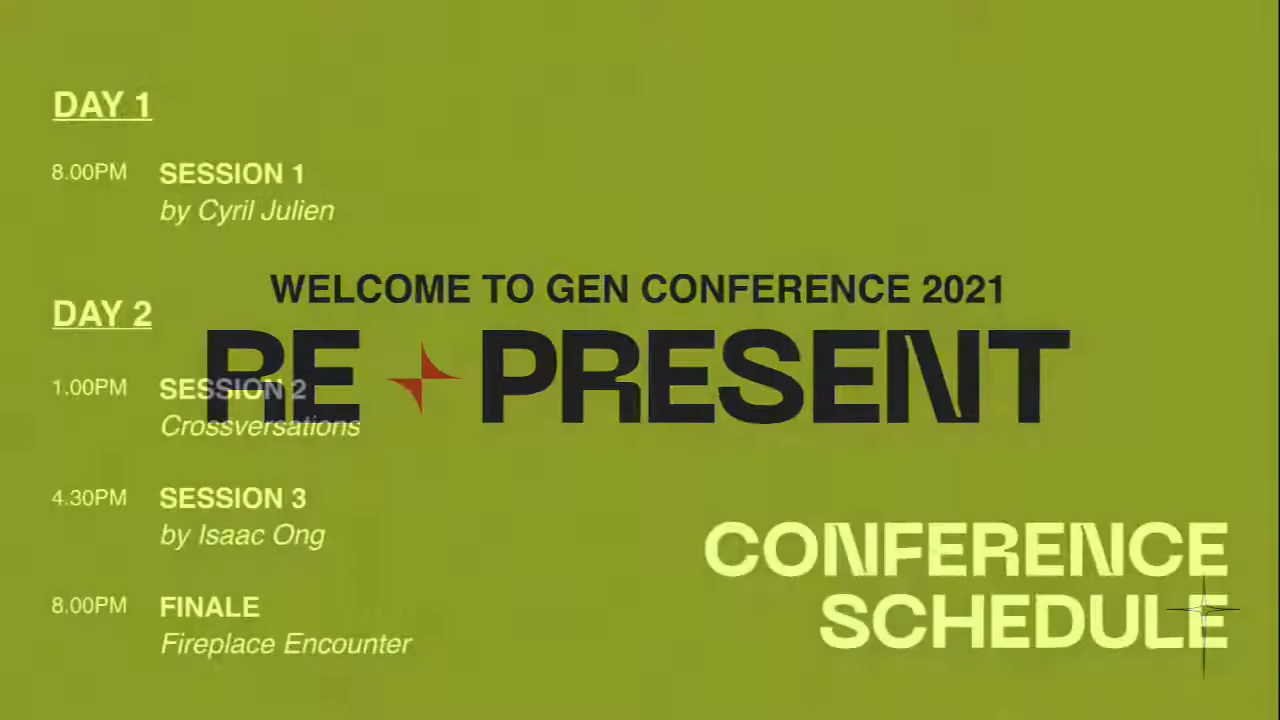 DAY 1
8.00PM SESSION 1
by Cyril Julien
WELCOME TO GEN CONFERENCE 2021
RE PRESENT
DAY 2
1.00PM SESSION 2
Crossversations
4.30PM SESSION 3
by Isaac Ong
8.00PM FINALE
Fireplace Encounter
CONFERENCE
SCHEDULE